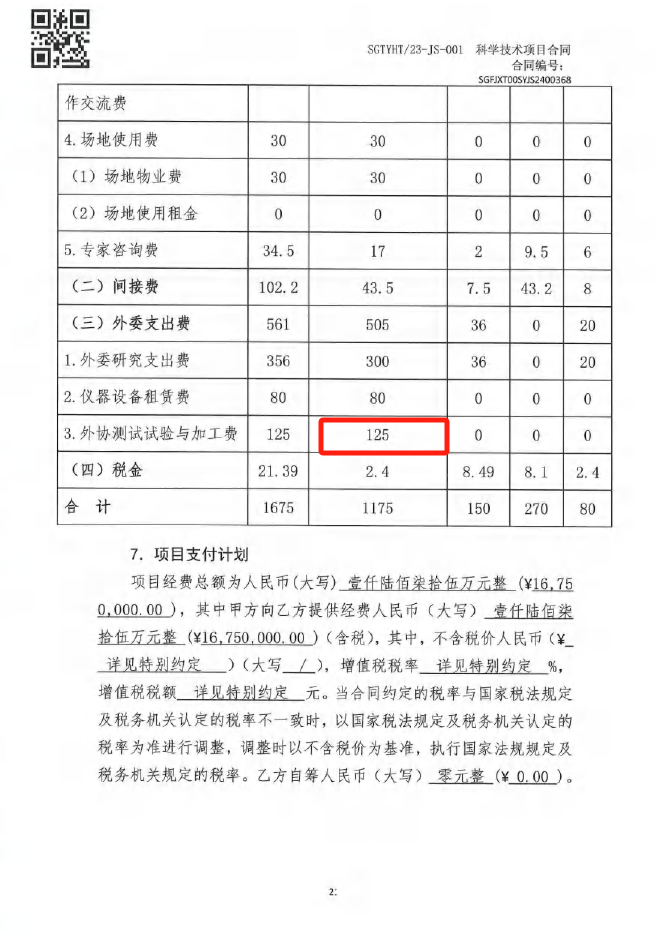 SGTYHT/23-JS-001 科学技术项目合同
合同编号:
SGFJXT00SYJS2400368
作交流费
4.场地使用费 30 30 0 0 0
(1)场地物业费 30 30 0 0 0
(2)场地使用租金 0 0 0 0 0
5.专家咨询费 34.5 17 2 9.5 6
(二)间接费 102.2 43.5 7.5 43.2 8
(三)外委支出费 561 505 36 0 20
1.外委研究支出费 356 300 36 0 20
2.仪器设备租赁费 80 80 0 0 0
3.外协测试试验与加工费 125 125 0 0 0
(四)税金 21.39 2.4 8.49 8.1 2.4
合 计 1675 1175 150 270 80
7. 项目支付计划
项目经费总额为人民币(大写) 壹仟陆佰柒拾伍万元整 (¥16,75
0,000.00 ),其中甲方向乙方提供经费人民币(大写) 壹仟陆佰柒
拾伍万元整 (¥16,750,000.00 )(含税),其中,不含税价人民币(¥
详见特别约定 )(大写 / ),增值税税率 详见特别约定 %,
增值税税额 详见特别约定 元。当合同约定的税率与国家税法规定
及税务机关认定的税率不一致时,以国家税法规定及税务机关认定的
税率为准进行调整,调整时以不含税价为基准,执行国家法规规定及
税务机关规定的税率。乙方自筹人民币(大写) 零元整 (¥ 0.00 )。